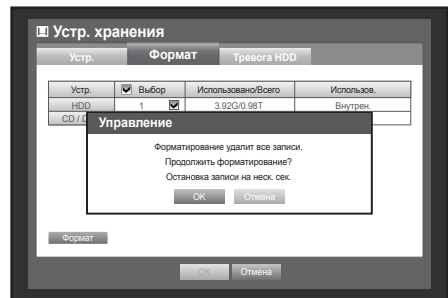 Устр. хранения
Устр. Формат Тревога HDD
Устр. Выбор Использовано/Всего Использов.
HDD 1 3.92G/0.98T Внутрен.
CD / D
Управление
Форматирование удалит все записи.
Продолжить форматирование?
Остановка записи на неск. сек.
OK Отмена
Формат
OK Отмена